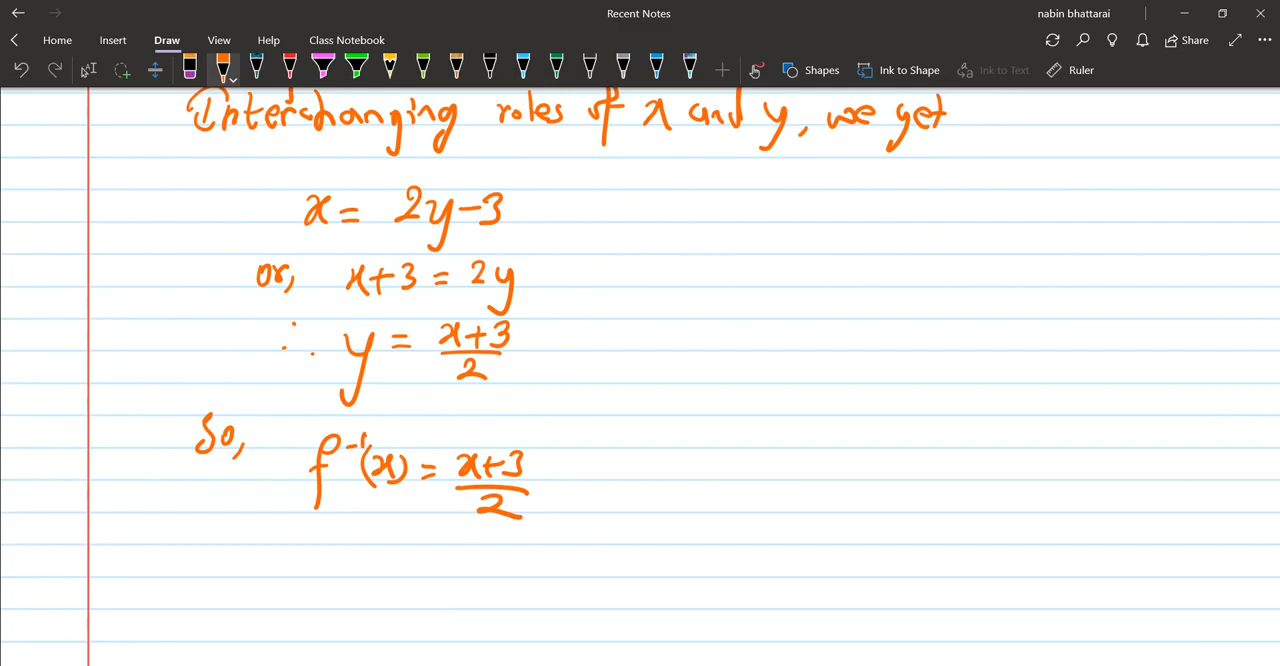 Recent Notes
nabin bhattarai
Home Insert Draw View Help Class Notebook
Share
Shapes Ink to Shape Ink to Text Ruler
Interchanging roles of x and y, we get
x = 2y-3
or, x+3 = 2y
∴ y = (x+3)/2
So, f⁻¹(x) = (x+3)/2